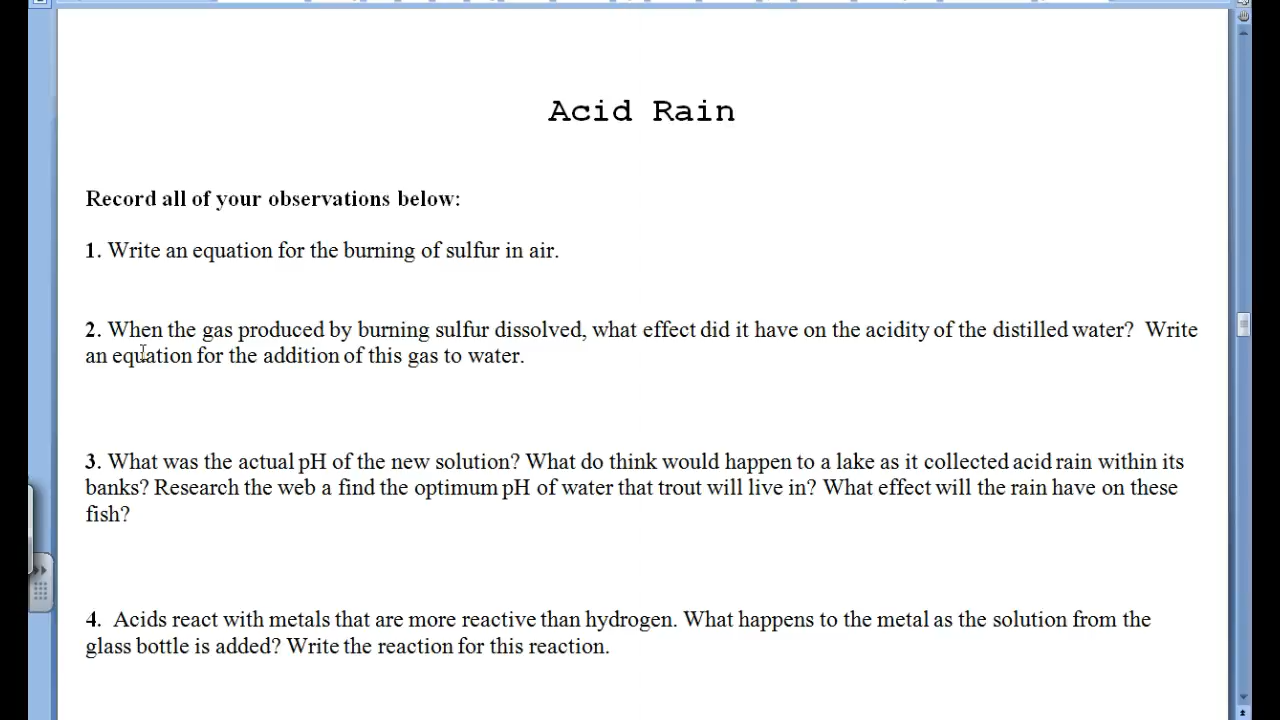 Acid Rain
Record all of your observations below:
1. Write an equation for the burning of sulfur in air.
2. When the gas produced by burning sulfur dissolved, what effect did it have on the acidity of the distilled water? Write
an equation for the addition of this gas to water.
3. What was the actual pH of the new solution? What do think would happen to a lake as it collected acid rain within its
banks? Research the web a find the optimum pH of water that trout will live in? What effect will the rain have on these
fish?
4. Acids react with metals that are more reactive than hydrogen. What happens to the metal as the solution from the
glass bottle is added? Write the reaction for this reaction.